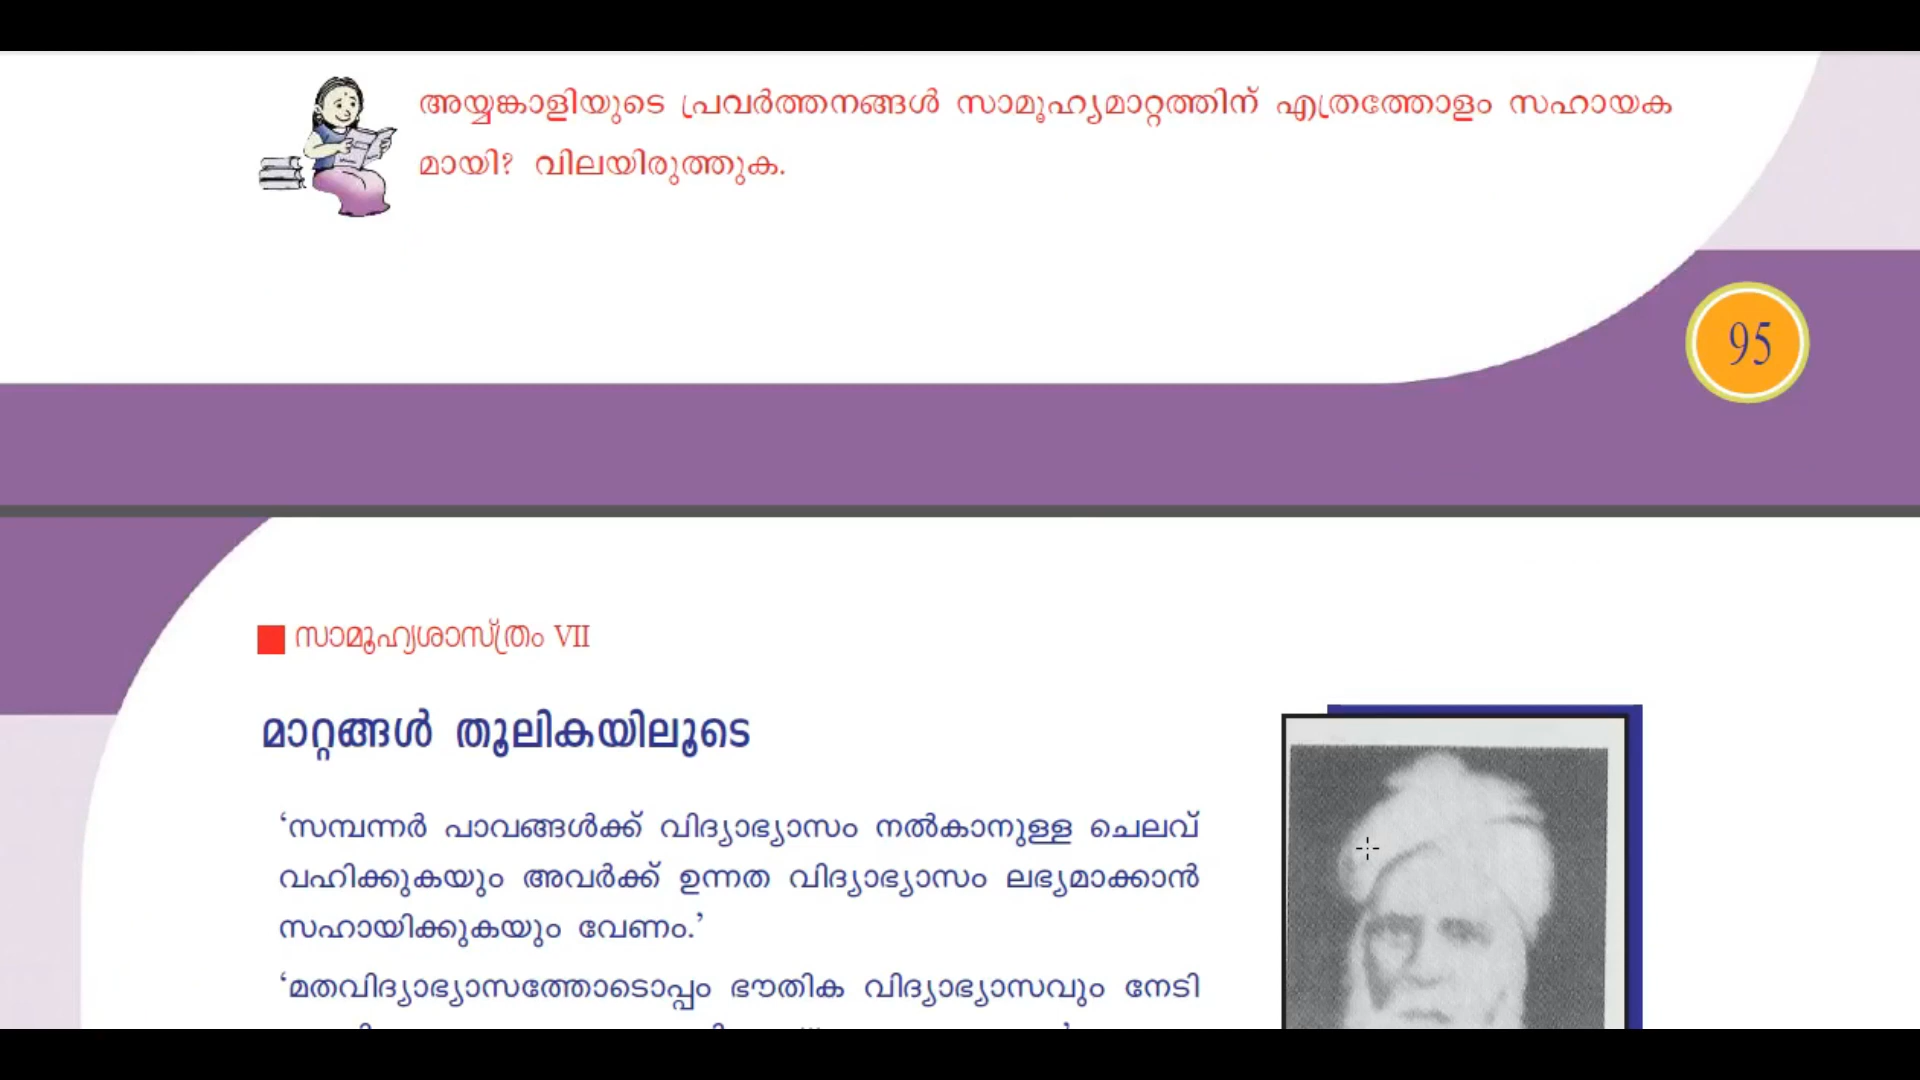 അയ്യങ്കാളിയുടെ പ്രവർത്തനങ്ങൾ സാമൂഹ്യമാറ്റത്തിന് എത്രത്തോളം സഹായക
മായി? വിലയിരുത്തുക.
95
സാമൂഹ്യശാസ്ത്രം VII
മാറ്റങ്ങൾ തൂലികയിലൂടെ
‘സമ്പന്നർ പാവങ്ങൾക്ക് വിദ്യാഭ്യാസം നൽകാനുള്ള ചെലവ്
വഹിക്കുകയും അവർക്ക് ഉന്നത വിദ്യാഭ്യാസം ലഭ്യമാക്കാൻ
സഹായിക്കുകയും വേണം.’
‘മതവിദ്യാഭ്യാസത്തോടൊപ്പം ഭൗതിക വിദ്യാഭ്യാസവും നേടി